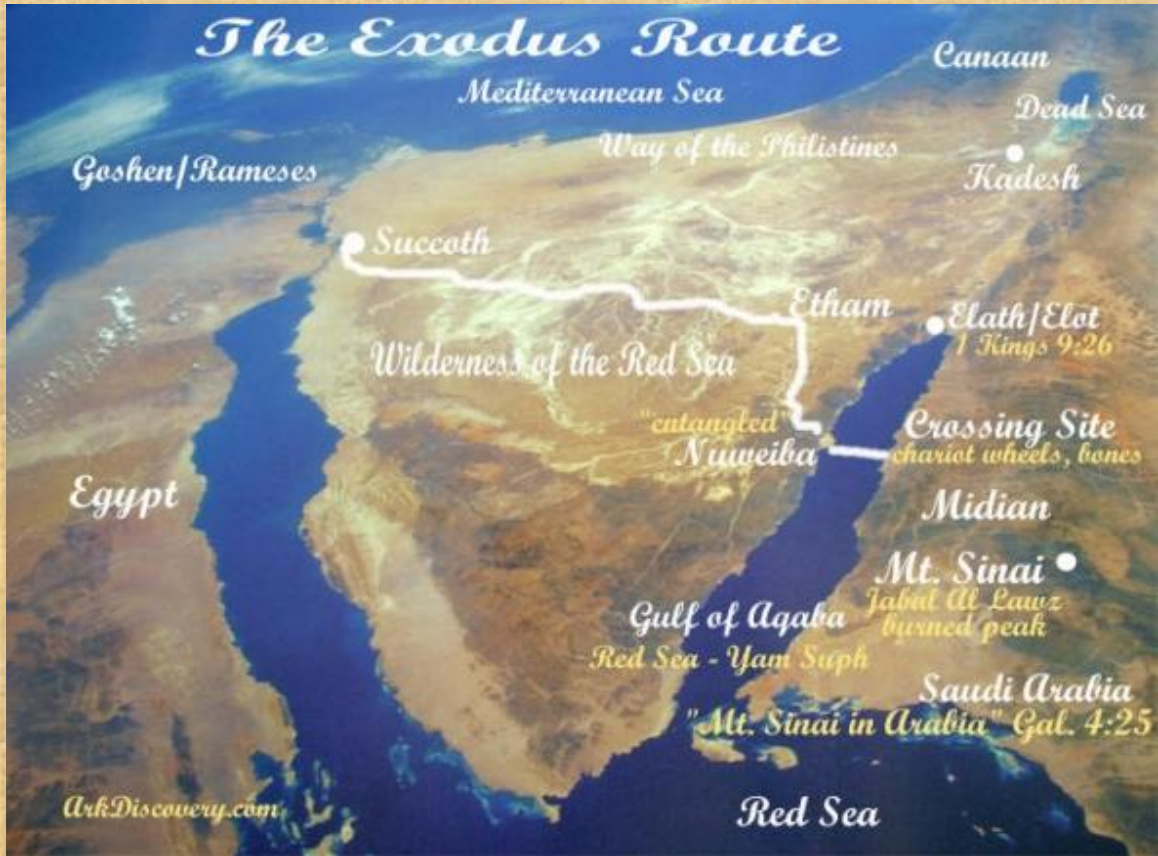 The Exodus Route
Canaan
Mediterranean Sea
Dead Sea
Way of the Philistines
Goshen/Rameses
Kadesh
Succoth
Etham
Elath/Elot
1 Kings 9:26
Wilderness of the Red Sea
"entangled"
Nuweiba
Crossing Site
chariot wheels, bones
Egypt
Midian
Mt. Sinai
Jabal Al Lawz
burned peak
Gulf of Aqaba
Red Sea - Yam Suph
Saudi Arabia
"Mt. Sinai in Arabia" Gal. 4:25
ArkDiscovery.com
Red Sea